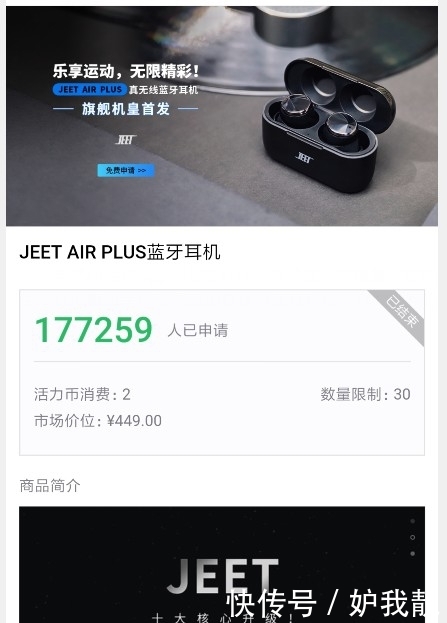 乐享运动，无限精彩！
JEET AIR PLUS 真无线蓝牙耳机
旗舰机皇首发
JEET
免费申请 >>
JEET
JEET AIR PLUS蓝牙耳机
已结束
177259 人已申请
活力币消费：2 数量限制：30
市场价位：¥449.00
商品简介
JEET
十大核心升级！
快传号 / 妒我靓